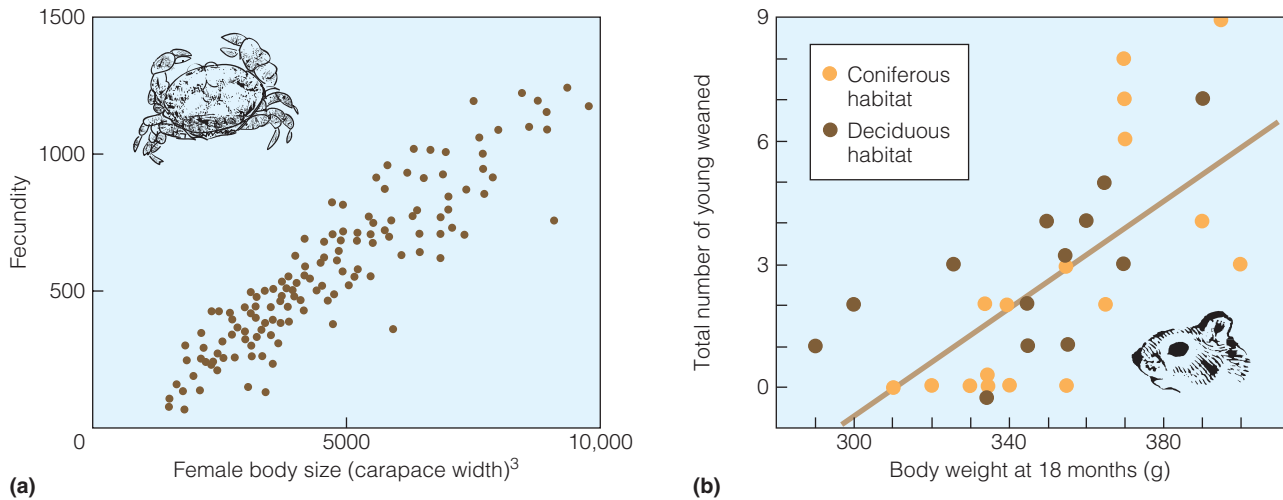 1500
1000
500
0
Fecundity
0
5000
10,000
Female body size (carapace width)³
(a)
9
6
3
0
Total number of young weaned
Coniferous
habitat
Deciduous
habitat
300
340
380
Body weight at 18 months (g)
(b)